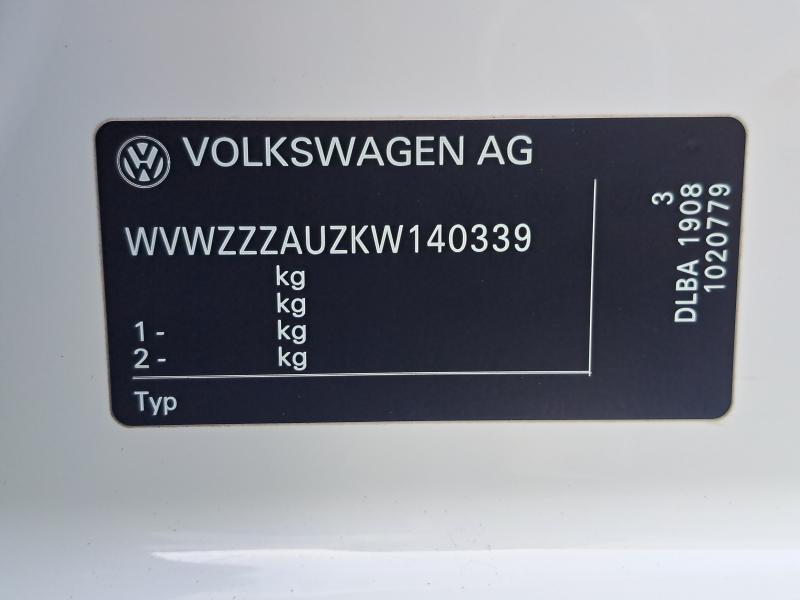 VOLKSWAGEN AG
WVWZZZAUZKW140339
kg
kg
1 - kg
2 - kg
Typ
3
DLBA 1908
1020779